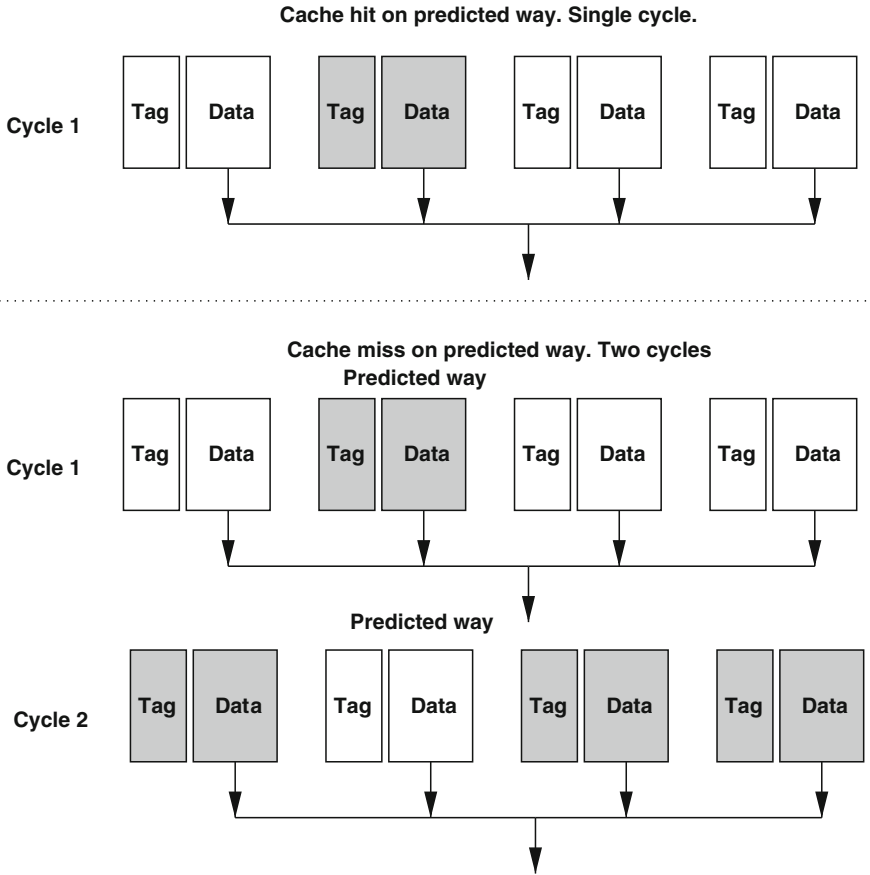 Cache hit on predicted way. Single cycle.
Cycle 1
Tag Data Tag Data Tag Data Tag Data
Cache miss on predicted way. Two cycles
Predicted way
Cycle 1
Tag Data Tag Data Tag Data Tag Data
Predicted way
Cycle 2
Tag Data Tag Data Tag Data Tag Data